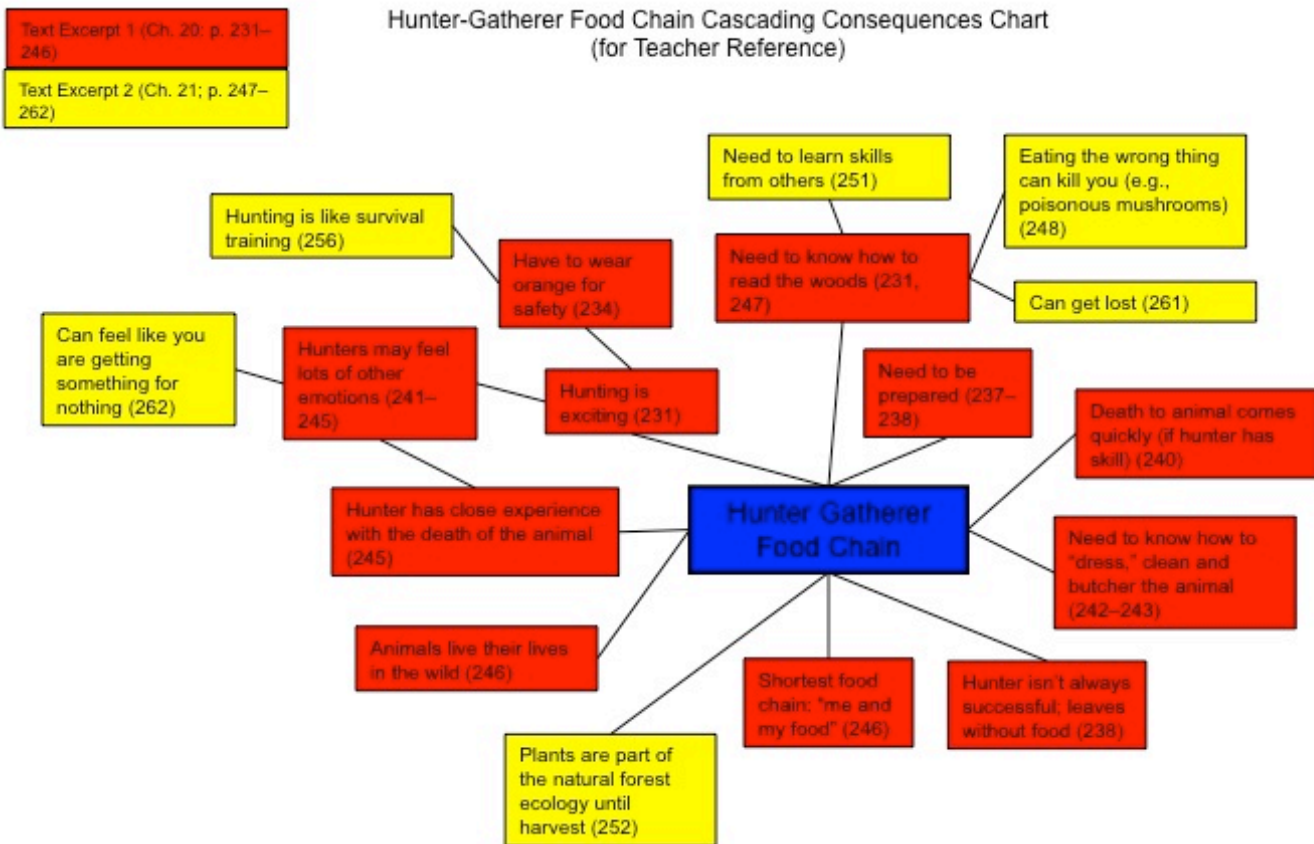 Hunter-Gatherer Food Chain Cascading Consequences Chart
(for Teacher Reference)
Text Excerpt 1 (Ch. 20: p. 231–
246)
Text Excerpt 2 (Ch. 21; p. 247–
262)
Need to learn skills
from others (251)
Eating the wrong thing
can kill you (e.g.,
poisonous mushrooms)
(248)
Hunting is like survival
training (256)
Have to wear
orange for
safety (234)
Need to know how to
read the woods (231,
247)
Can get lost (261)
Can feel like you
are getting
something for
nothing (262)
Hunters may feel
lots of other
emotions (241–
245)
Hunting is
exciting (231)
Need to be
prepared (237–
238)
Death to animal comes
quickly (if hunter has
skill) (240)
Hunter has close experience
with the death of the animal
(245)
Hunter Gatherer
Food Chain
Need to know how to
“dress,” clean and
butcher the animal
(242–243)
Animals live their lives
in the wild (246)
Shortest food
chain: “me and
my food” (246)
Hunter isn’t always
successful; leaves
without food (238)
Plants are part of
the natural forest
ecology until
harvest (252)